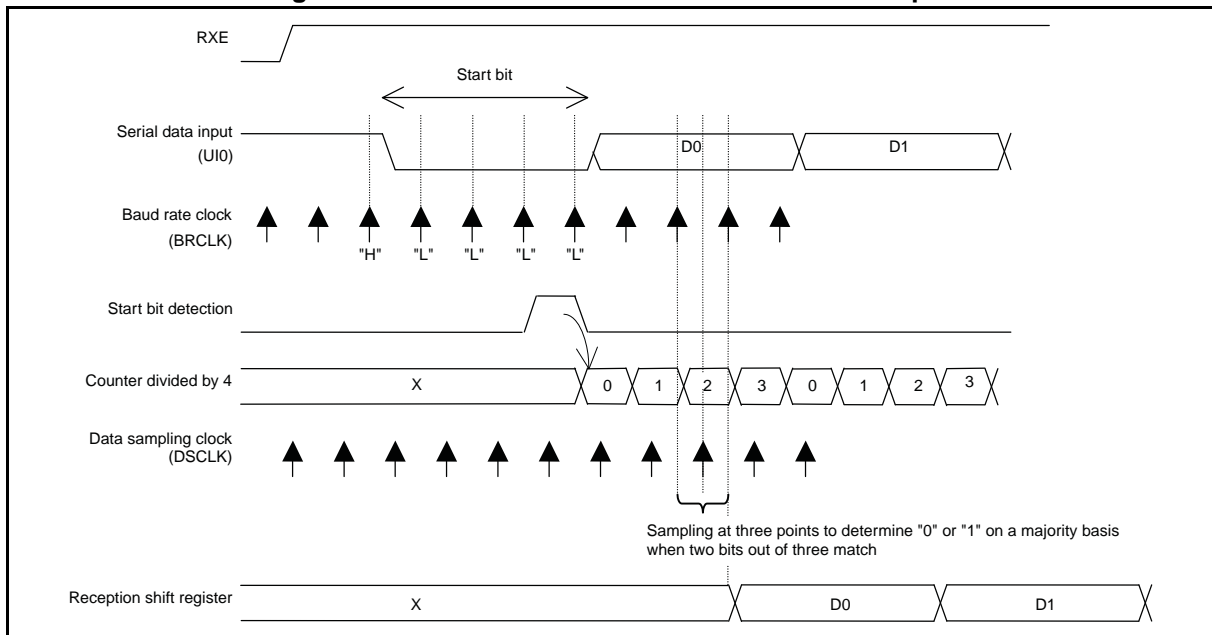 RXE
Start bit
Serial data input
(UI0)
D0
D1
Baud rate clock
(BRCLK)
"H" "L" "L" "L" "L"
Start bit detection
Counter divided by 4
X 0 1 2 3 0 1 2 3
Data sampling clock
(DSCLK)
Sampling at three points to determine "0" or "1" on a majority basis
when two bits out of three match
Reception shift register
X D0 D1